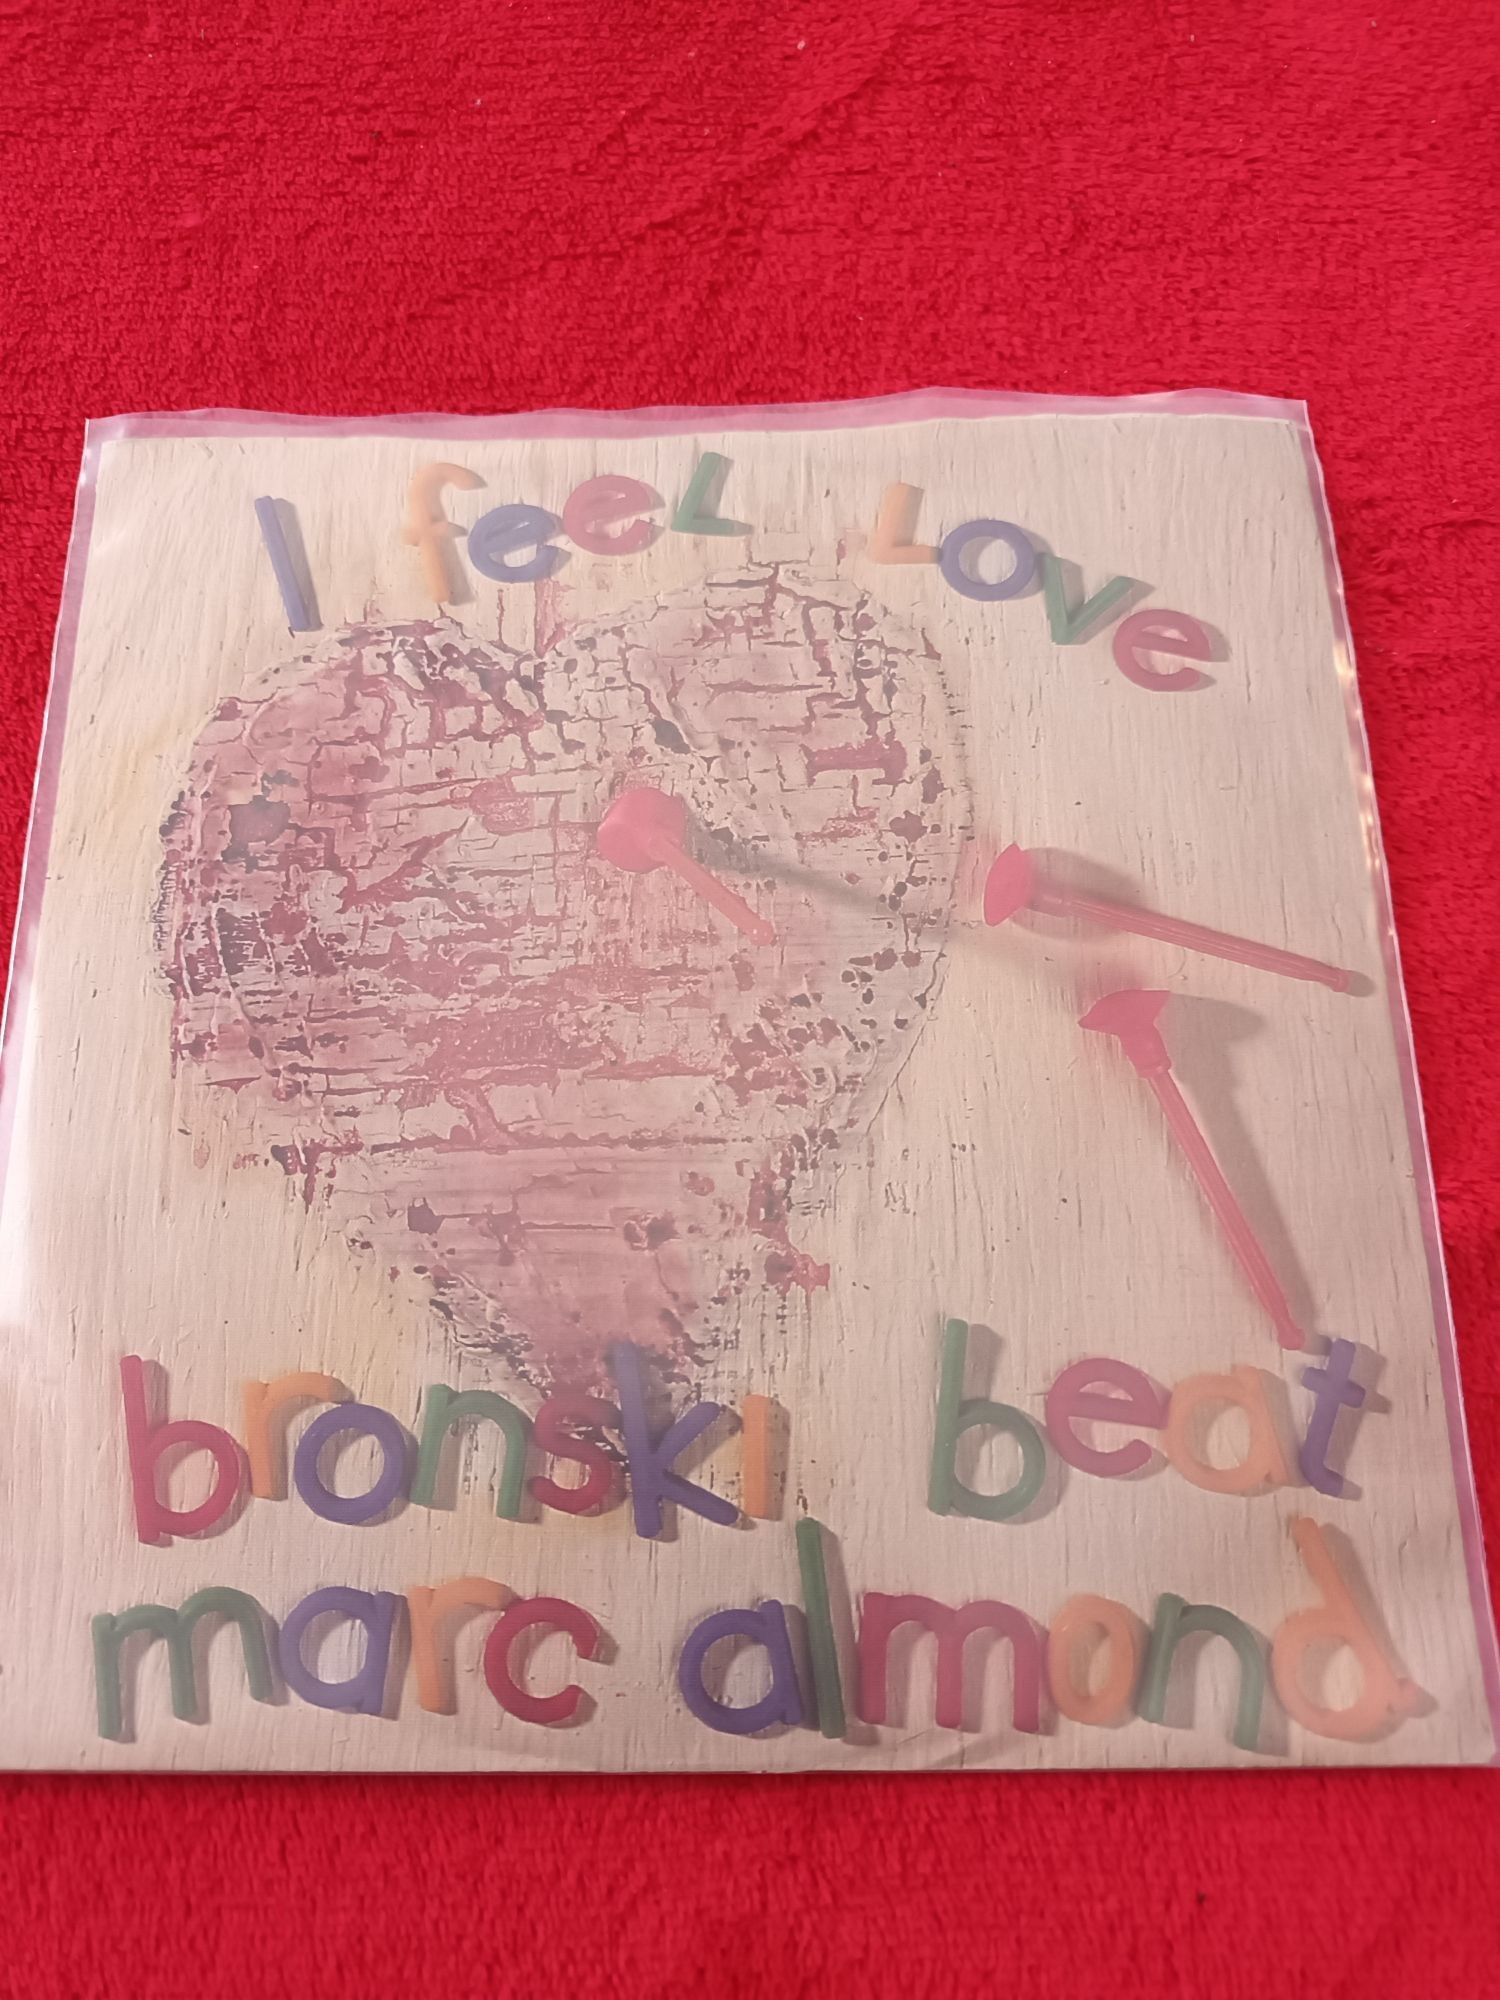 I feel love
bronski beat
marc almond